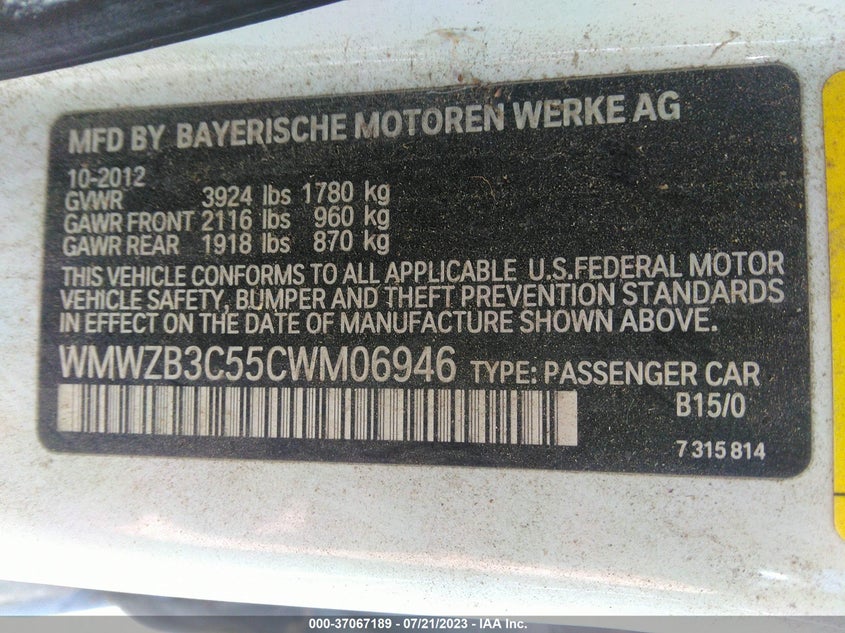 MFD BY BAYERISCHE MOTOREN WERKE AG
10-2012
GVWR 3924 lbs 1780 kg
GAWR FRONT 2116 lbs 960 kg
GAWR REAR 1918 lbs 870 kg
THIS VEHICLE CONFORMS TO ALL APPLICABLE U.S.FEDERAL MOTOR
VEHICLE SAFETY, BUMPER AND THEFT PREVENTION STANDARDS
IN EFFECT ON THE DATE OF MANUFACTURE SHOWN ABOVE.
WMWZB3C55CWM06946 TYPE: PASSENGER CAR
B15/0
7 315 814
000-37067189 - 07/21/2023 - © IAA Inc.